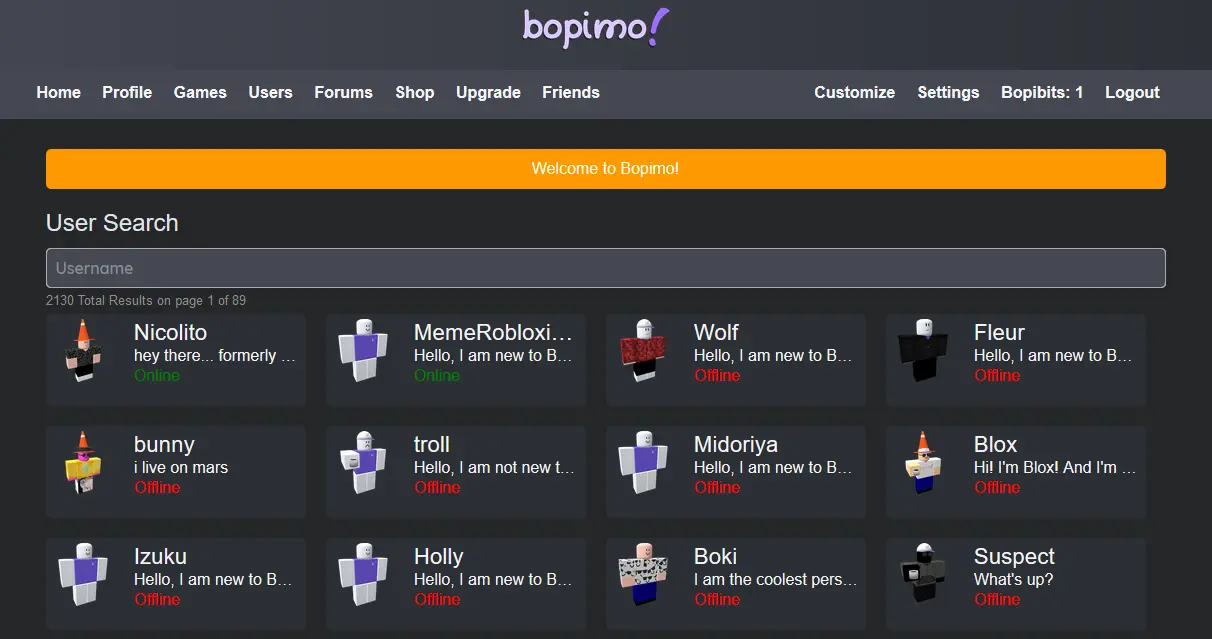 bopimo!
Home Profile Games Users Forums Shop Upgrade Friends Customize Settings Bopibits: 1 Logout
Welcome to Bopimo!
User Search
Username
2130 Total Results on page 1 of 89
Nicolito
hey there... formerly ...
Online
MemeRobloxi...
Hello, I am new to B...
Online
Wolf
Hello, I am new to B...
Offline
Fleur
Hello, I am new to B...
Offline
bunny
i live on mars
Offline
troll
Hello, I am not new t...
Offline
Midoriya
Hello, I am new to B...
Offline
Blox
Hi! I'm Blox! And I'm ...
Offline
Izuku
Hello, I am new to B...
Offline
Holly
Hello, I am new to B...
Offline
Boki
I am the coolest pers...
Offline
Suspect
What's up?
Offline